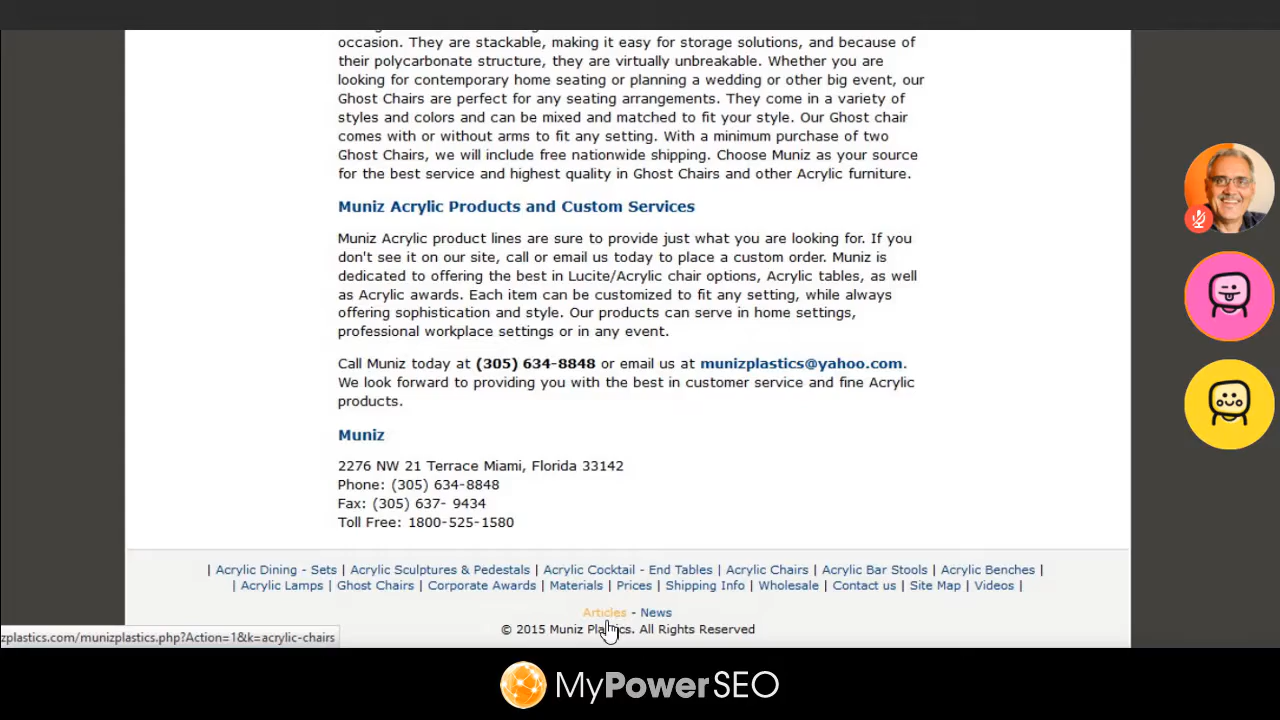 occasion. They are stackable, making it easy for storage solutions, and because of
their polycarbonate structure, they are virtually unbreakable. Whether you are
looking for contemporary home seating or planning a wedding or other big event, our
Ghost Chairs are perfect for any seating arrangements. They come in a variety of
styles and colors and can be mixed and matched to fit your style. Our Ghost chair
comes with or without arms to fit any setting. With a minimum purchase of two
Ghost Chairs, we will include free nationwide shipping. Choose Muniz as your source
for the best service and highest quality in Ghost Chairs and other Acrylic furniture.
Muniz Acrylic Products and Custom Services
Muniz Acrylic product lines are sure to provide just what you are looking for. If you
don't see it on our site, call or email us today to place a custom order. Muniz is
dedicated to offering the best in Lucite/Acrylic chair options, Acrylic tables, as well
as Acrylic awards. Each item can be customized to fit any setting, while always
offering sophistication and style. Our products can serve in home settings,
professional workplace settings or in any event.
Call Muniz today at (305) 634-8848 or email us at munizplastics@yahoo.com.
We look forward to providing you with the best in customer service and fine Acrylic
products.
Muniz
2276 NW 21 Terrace Miami, Florida 33142
Phone: (305) 634-8848
Fax: (305) 637- 9434
Toll Free: 1800-525-1580
| Acrylic Dining - Sets | Acrylic Sculptures & Pedestals | Acrylic Cocktail - End Tables | Acrylic Chairs | Acrylic Bar Stools | Acrylic Benches |
| Acrylic Lamps | Ghost Chairs | Corporate Awards | Materials | Prices | Shipping Info | Wholesale | Contact us | Site Map | Videos |
Articles - News
© 2015 Muniz Plastics. All Rights Reserved
zplastics.com/munizplastics.php?Action=1&k=acrylic-chairs
MyPowerSEO